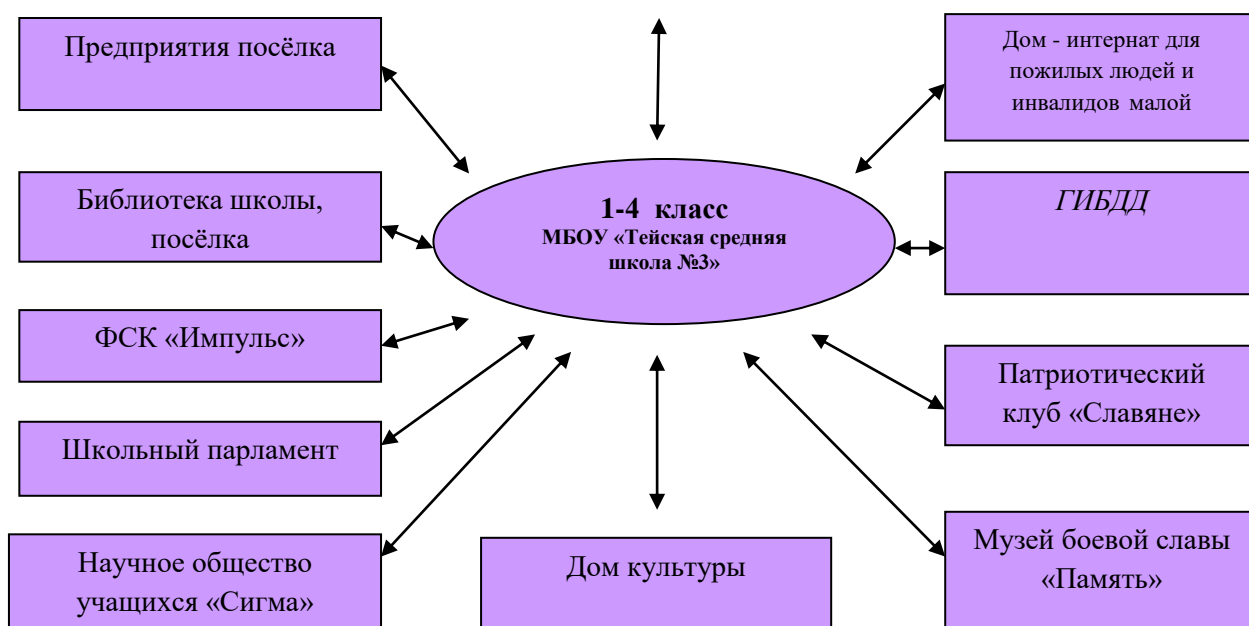 Предприятия посёлка
Дом - интернат для
пожилых людей и
инвалидов малой
Библиотека школы,
посёлка
1-4 класс
МБОУ «Тейская средняя
школа №3»
ГИБДД
ФСК «Импульс»
Патриотический
клуб «Славяне»
Школьный парламент
Научное общество
учащихся «Сигма»
Дом культуры
Музей боевой славы
«Память»